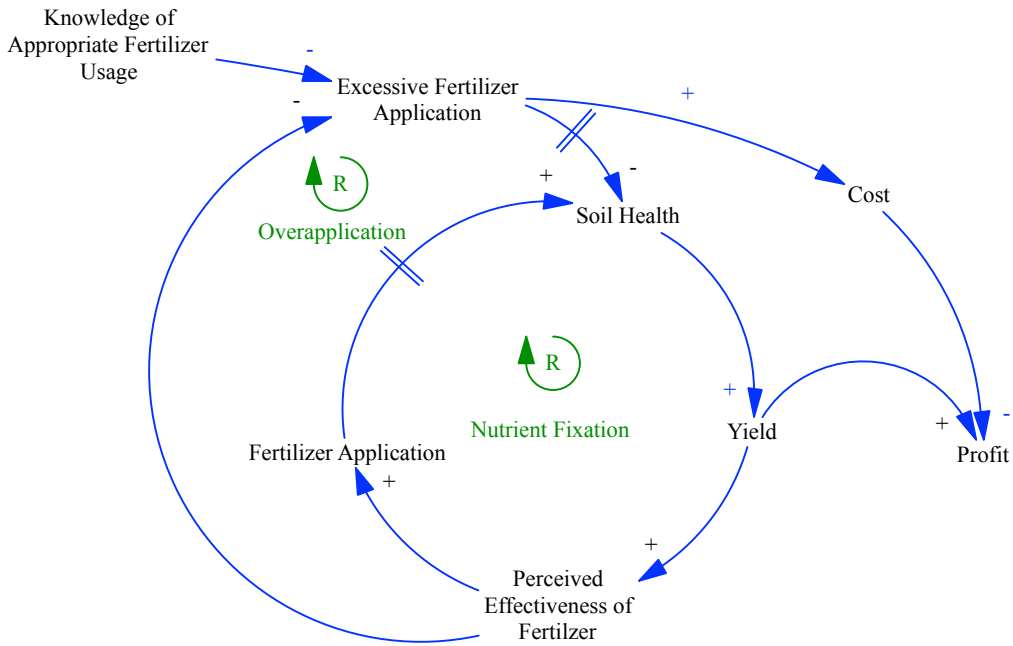 Knowledge of
Appropriate Fertilizer
Usage
-
-
Excessive Fertilizer
Application
+
R
Overapplication
+
-
Soil Health
Cost
R
Nutrient Fixation
+
Yield
+
-
Profit
Fertilizer Application
+
+
Perceived
Effectiveness of
Fertilzer